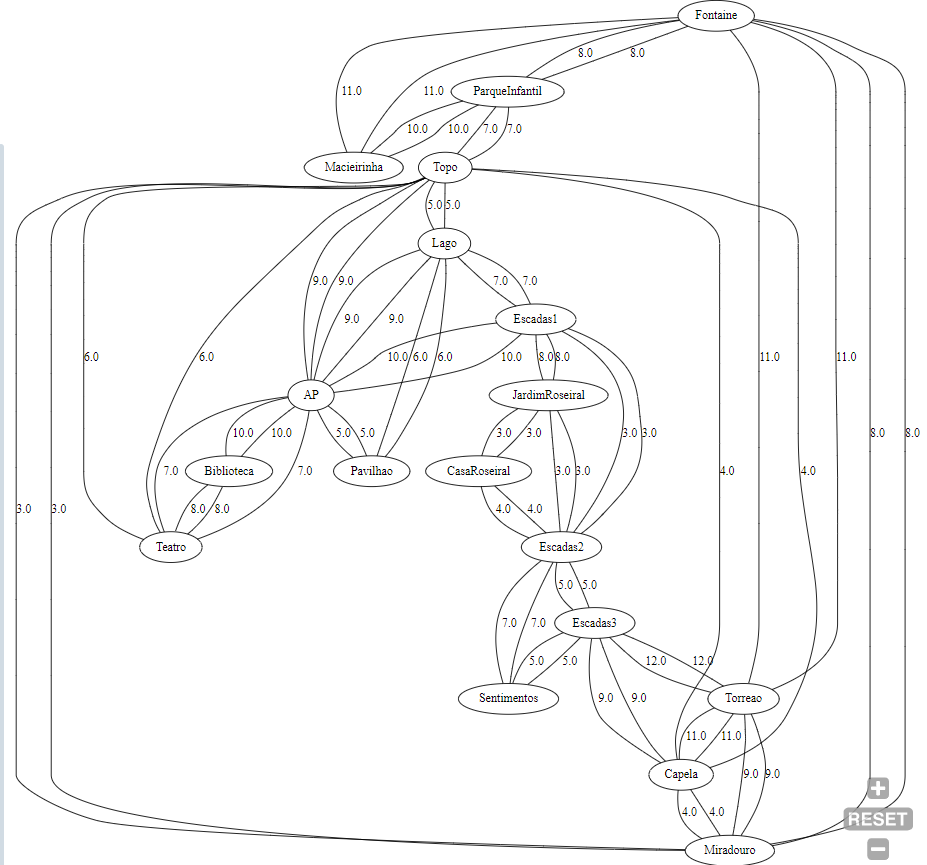 Fontaine
8.0 8.0
11.0 11.0 ParqueInfantil
10.0 10.0 7.0 7.0
Macieirinha Topo
5.0 5.0
Lago
9.0 9.0 7.0 7.0
9.0 9.0 Escadas1
6.0 6.0 10.0 6.0 6.0 10.0 8.0 8.0 11.0 11.0
AP JardimRoseiral
10.0 10.0 5.0 5.0 3.0 3.0 3.0 3.0 8.0 8.0
7.0 Biblioteca 7.0 Pavilhao CasaRoseiral 3.0 3.0 4.0 4.0
3.0 3.0 8.0 8.0 4.0 4.0
Teatro Escadas2
5.0 5.0
7.0 7.0 Escadas3
5.0 5.0 12.0 12.0
Sentimentos 9.0 9.0 Torreao
11.0 11.0
Capela 9.0 9.0
4.0 4.0
RESET
Miradouro